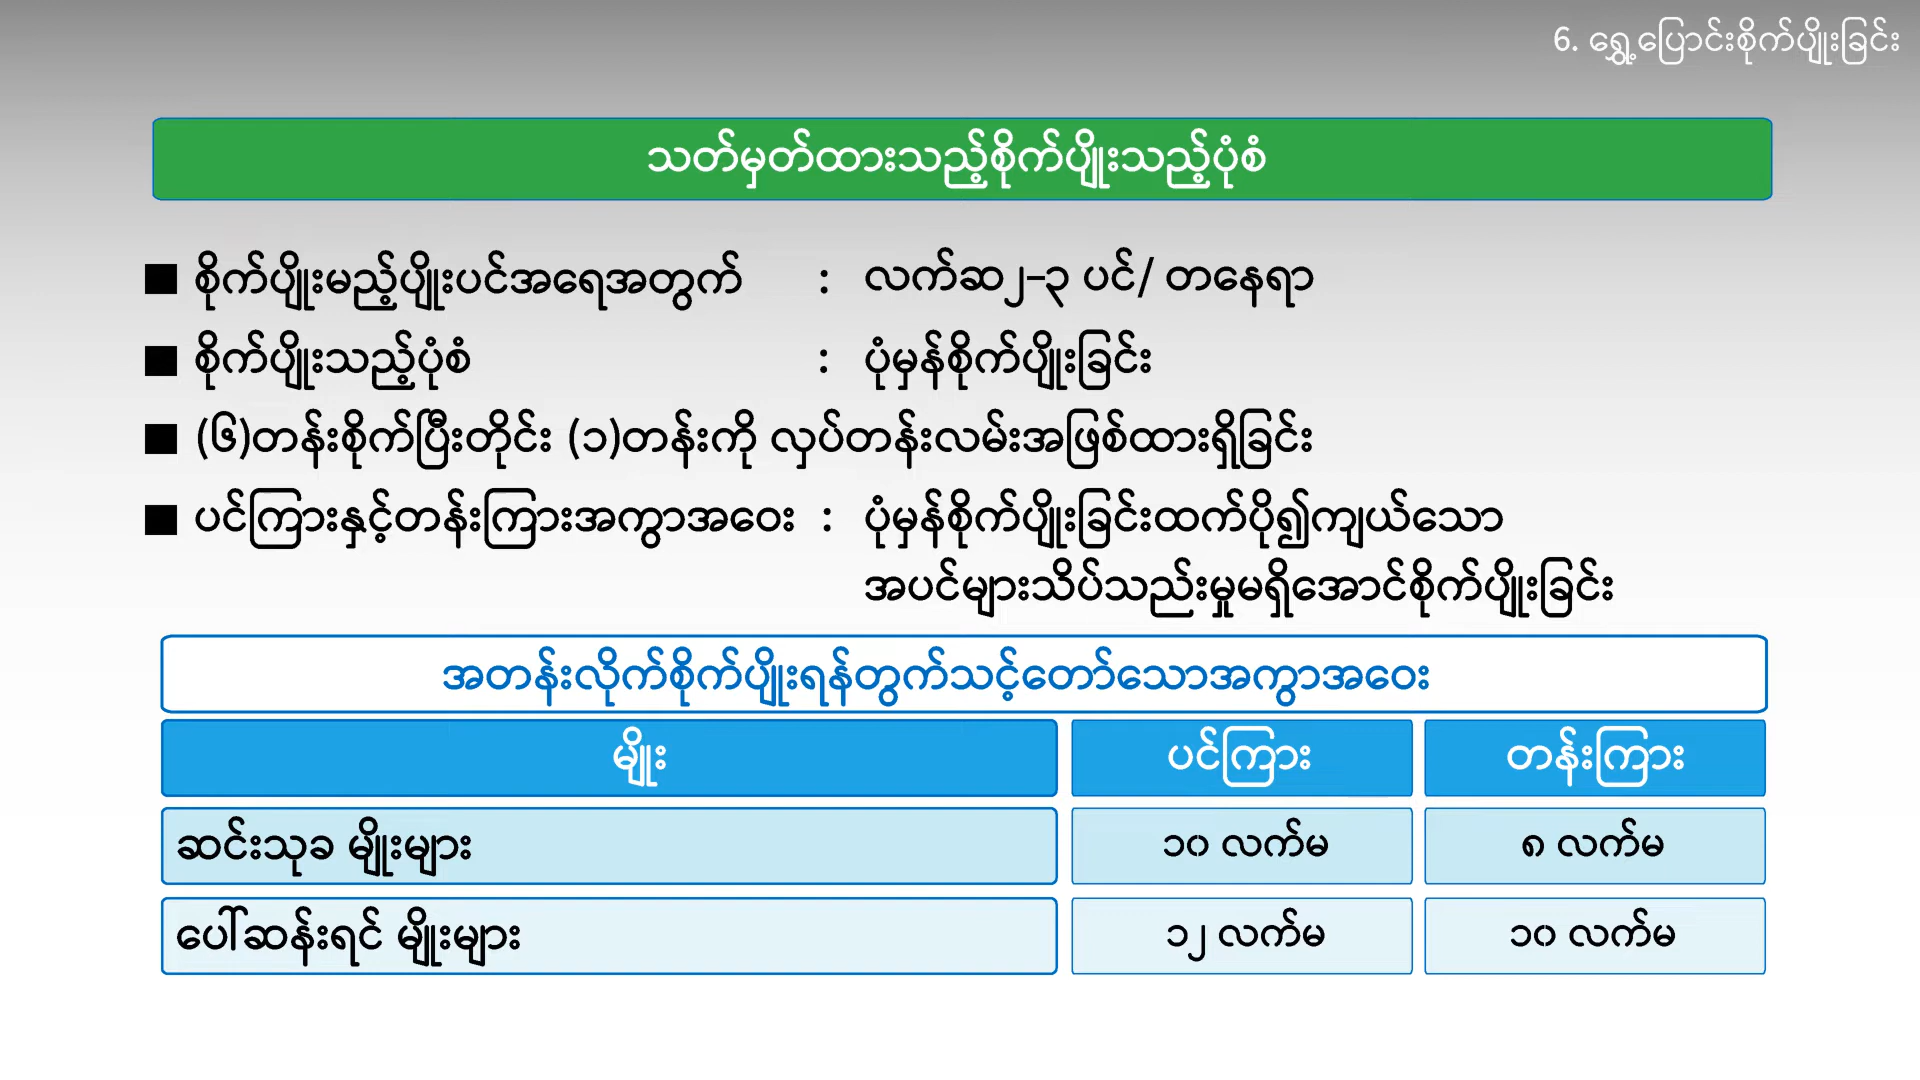 6. ရွှေ့ပြောင်းစိုက်ပျိုးခြင်း
သတ်မှတ်ထားသည့်စိုက်ပျိုးသည့်ပုံစံ
■ စိုက်ပျိုးမည့်ပျိုးပင်အရေအတွက် : လက်ဆ၂–၃ ပင်/ တနေရာ
■ စိုက်ပျိုးသည့်ပုံစံ : ပုံမှန်စိုက်ပျိုးခြင်း
■ (၆)တန်းစိုက်ပြီးတိုင်း (၁)တန်းကို လှပ်တန်းလမ်းအဖြစ်ထားရှိခြင်း
■ ပင်ကြားနှင့်တန်းကြားအကွာအဝေး : ပုံမှန်စိုက်ပျိုးခြင်းထက်ပို၍ကျယ်သော
အပင်များသိပ်သည်းမှုမရှိအောင်စိုက်ပျိုးခြင်း
အတန်းလိုက်စိုက်ပျိုးရန်တွက်သင့်တော်သောအကွာအဝေး
မျိုး ပင်ကြား တန်းကြား
ဆင်းသုခ မျိုးများ ၁၀ လက်မ ၈ လက်မ
ပေါ်ဆန်းရင် မျိုးများ ၁၂ လက်မ ၁၀ လက်မ